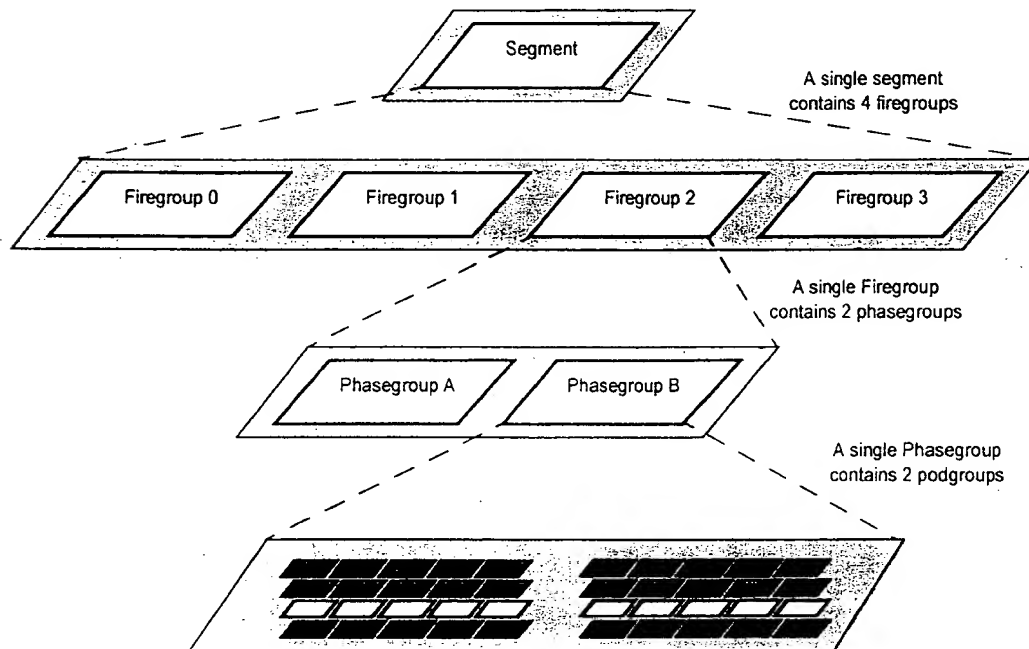 Segment
A single segment
contains 4 firegroups
Firegroup 0
Firegroup 1
Firegroup 2
Firegroup 3
A single Firegroup
contains 2 phasegroups
Phasegroup A
Phasegroup B
A single Phasegroup
contains 2 podgroups